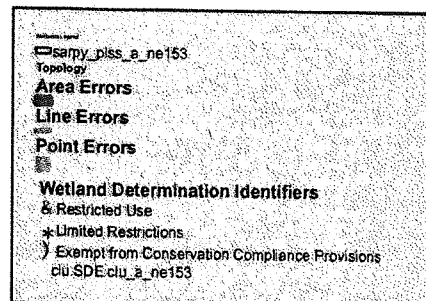 sarpy_plss_a_ne153
Topology
Area Errors
Line Errors
Point Errors
Wetland Determination Identifiers
& Restricted Use
* Limited Restrictions
) Exempt from Conservation Compliance Provisions
clu.SDE.clu_a_ne153